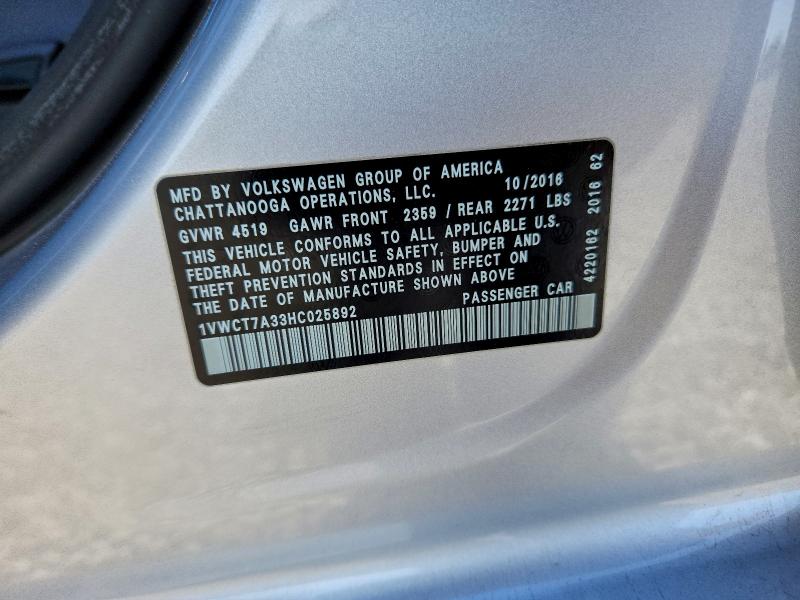 MFD BY VOLKSWAGEN GROUP OF AMERICA
CHATTANOOGA OPERATIONS, LLC. 10/2016
GVWR 4519 GAWR FRONT 2359 / REAR 2271 LBS
THIS VEHICLE CONFORMS TO ALL APPLICABLE U.S.
FEDERAL MOTOR VEHICLE SAFETY, BUMPER AND
THEFT PREVENTION STANDARDS IN EFFECT ON
THE DATE OF MANUFACTURE SHOWN ABOVE
1VWCT7A33HC025892 PASSENGER CAR
4220162 2016 62